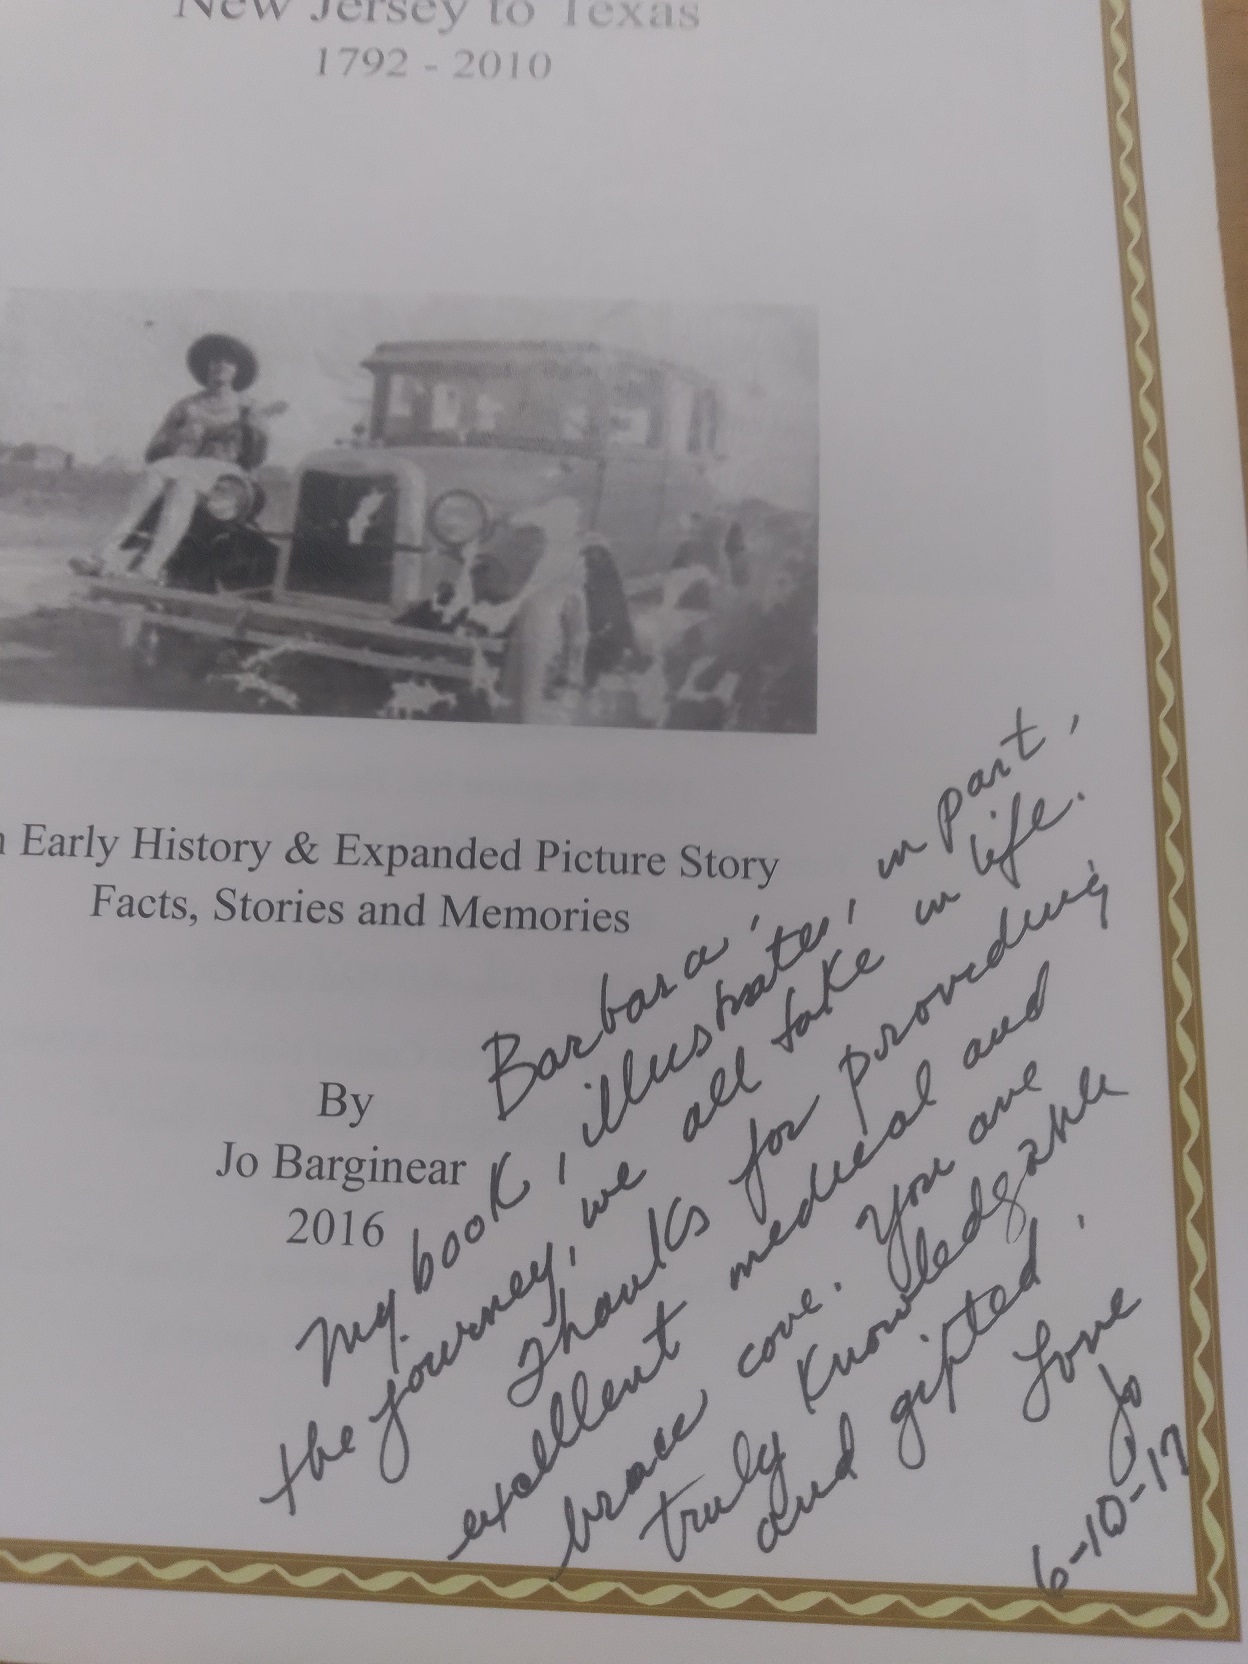 New Jersey to Texas
1792 - 2010
Early History & Expanded Picture Story
Facts, Stories and Memories
By
Jo Barginear
2016
Barbara
My book, 'illustrates' in part,
the journey, we all take in life.
Thanks for providing
excellent medical and
brace care. You are
truly Knowledgable
and gifted.
Love
Jo
6-10-17